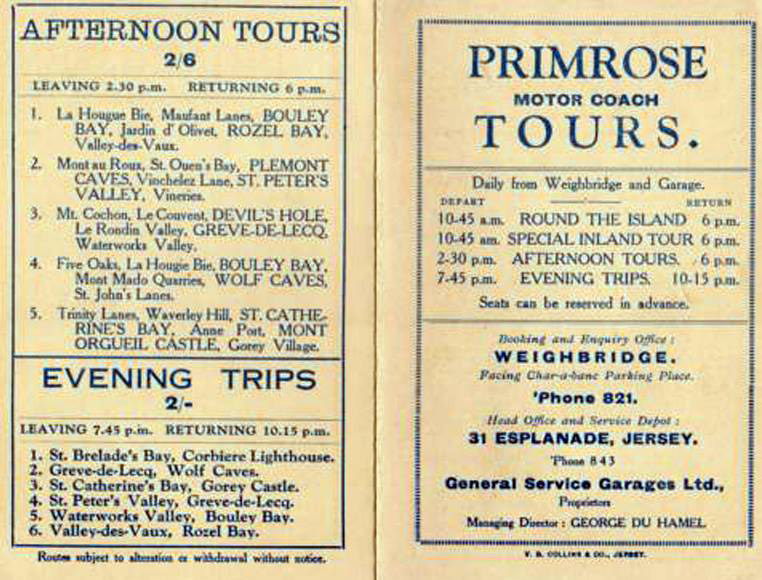 AFTERNOON TOURS
2/6
LEAVING 2.30 p.m. RETURNING 6 p.m.
1. La Hougue Bie, Maufant Lanes, BOULEY
BAY, Jardin d'Olivet, ROZEL BAY,
Valley-des-Vaux.
2. Mont au Roux, St. Ouen's Bay, PLEMONT
CAVES, Vinchelez Lane, ST. PETER'S
VALLEY, Vineries.
3. Mt. Cochon, Le Couvent, DEVIL'S HOLE,
Le Rondin Valley, GREVE-DE-LECQ,
Waterworks Valley.
4. Five Oaks, La Hougie Bie, BOULEY BAY,
Mont Mado Quarries, WOLF CAVES,
St. John's Lanes.
5. Trinity Lanes, Waverley Hill, ST. CATHE-
RINE'S BAY, Anne Port, MONT
ORGUEIL CASTLE, Gorey Village.
EVENING TRIPS
2/-
LEAVING 7.45 p.m. RETURNING 10.15 p.m.
1. St. Brelade's Bay, Corbiere Lighthouse.
2. Greve-de-Lecq, Wolf Caves.
3. St. Catherine's Bay, Gorey Castle.
4. St. Peter's Valley, Greve-de-Lecq.
5. Waterworks Valley, Bouley Bay.
6. Valley-des-Vaux, Rozel Bay.
Routes subject to alteration or withdrawal without notice.
PRIMROSE
MOTOR COACH
TOURS.
Daily from Weighbridge and Garage.
DEPART RETURN
10-45 a.m. ROUND THE ISLAND 6 p.m.
10-45 am. SPECIAL INLAND TOUR 6 p.m.
2-30 p.m. AFTERNOON TOURS. 6 p.m.
7-45 p.m. EVENING TRIPS. 10-15 p.m.
Seats can be reserved in advance.
Booking and Enquiry Office :
WEIGHBRIDGE.
Facing Char-a-banc Parking Place.
'Phone 821.
Head Office and Service Depot :
31 ESPLANADE, JERSEY.
'Phone 843
General Service Garages Ltd.,
Proprietors
Managing Director : GEORGE DU HAMEL
V. B. COLLINS & CO., JERSEY.